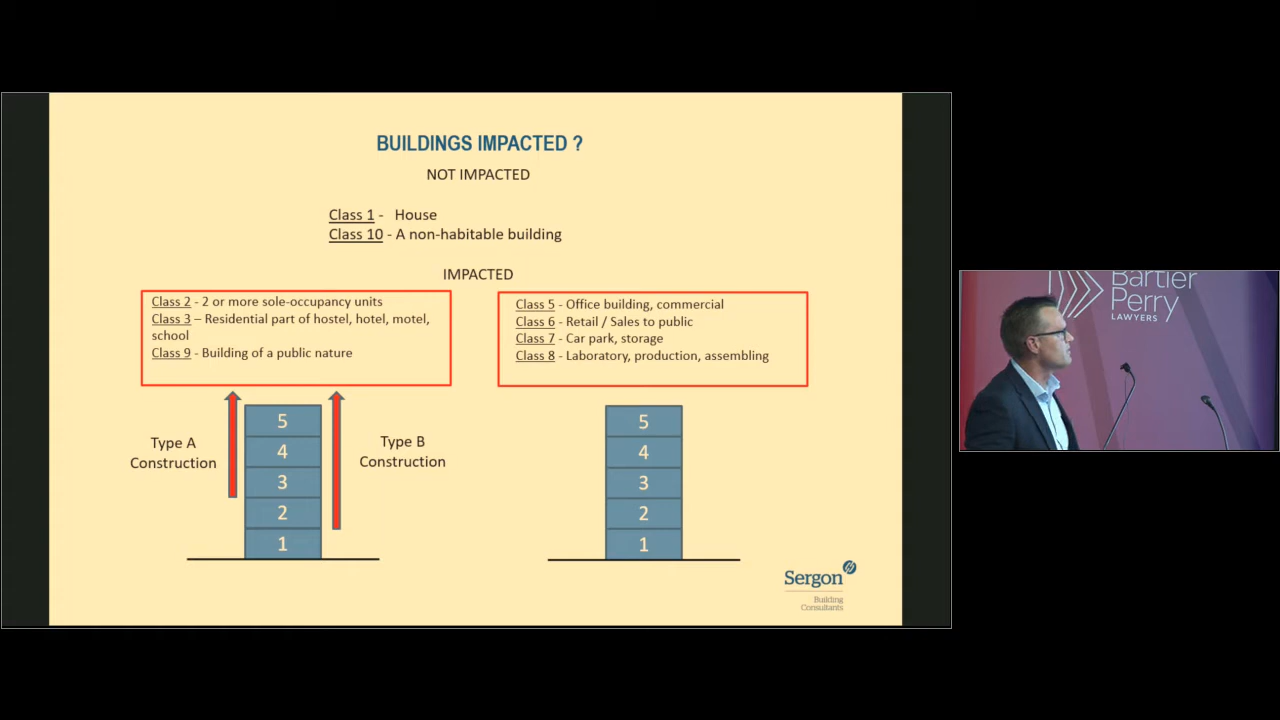 BUILDINGS IMPACTED ?
NOT IMPACTED
Class 1 - House
Class 10 - A non-habitable building
IMPACTED
Class 2 - 2 or more sole-occupancy units
Class 3 – Residential part of hostel, hotel, motel,
school
Class 9 - Building of a public nature
Class 5 - Office building, commercial
Class 6 - Retail / Sales to public
Class 7 - Car park, storage
Class 8 - Laboratory, production, assembling
Type A
Construction
5
4
3
2
1
Type B
Construction
5
4
3
2
1
Sergon
Building
Consultants
Bartier
Perry
LAWYERS